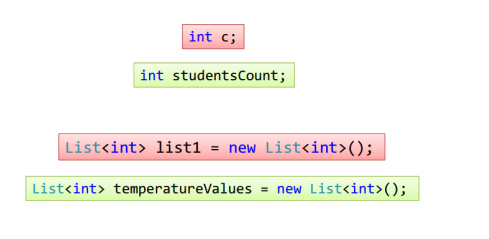 int c;
int studentsCount;
List<int> list1 = new List<int>();
List<int> temperatureValues = new List<int>();